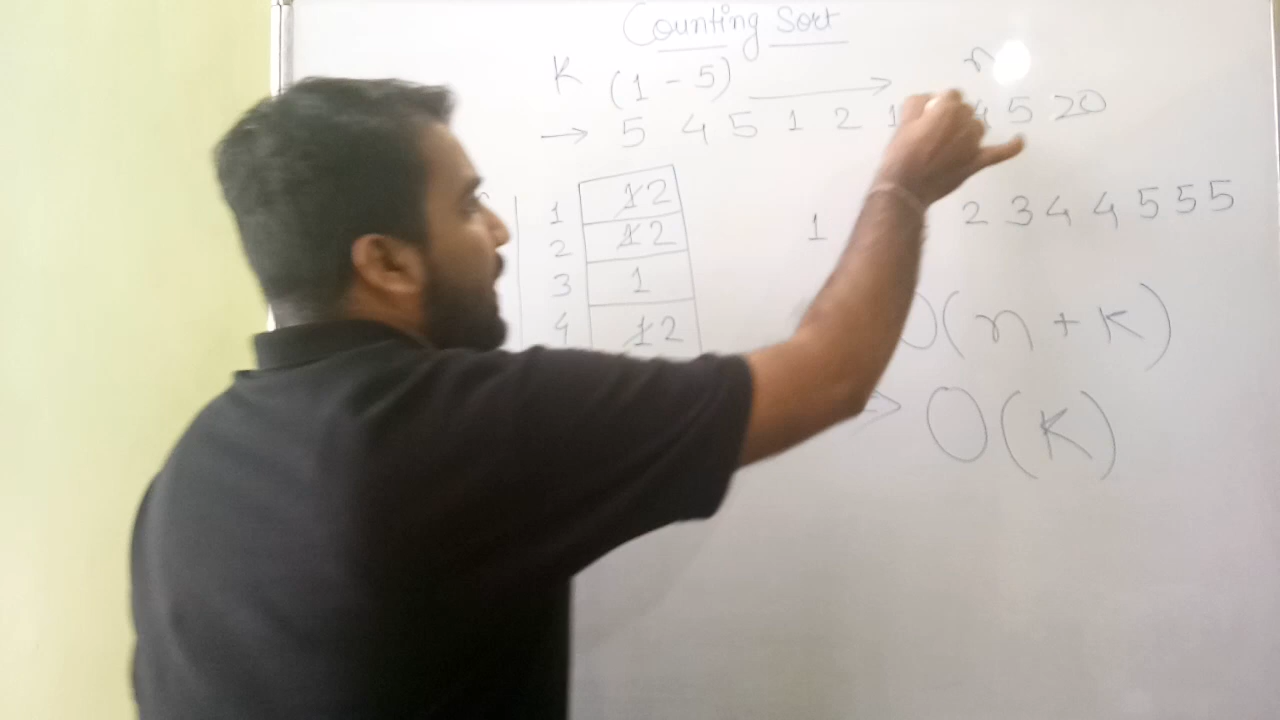 Counting Sort
K (1 - 5) n
→ 5 4 5 1 2 1 4 5 20
1 12
2 12
3 1
4 12
1 2 3 4 4 5 5 5
O(n + K)
→ O(K)